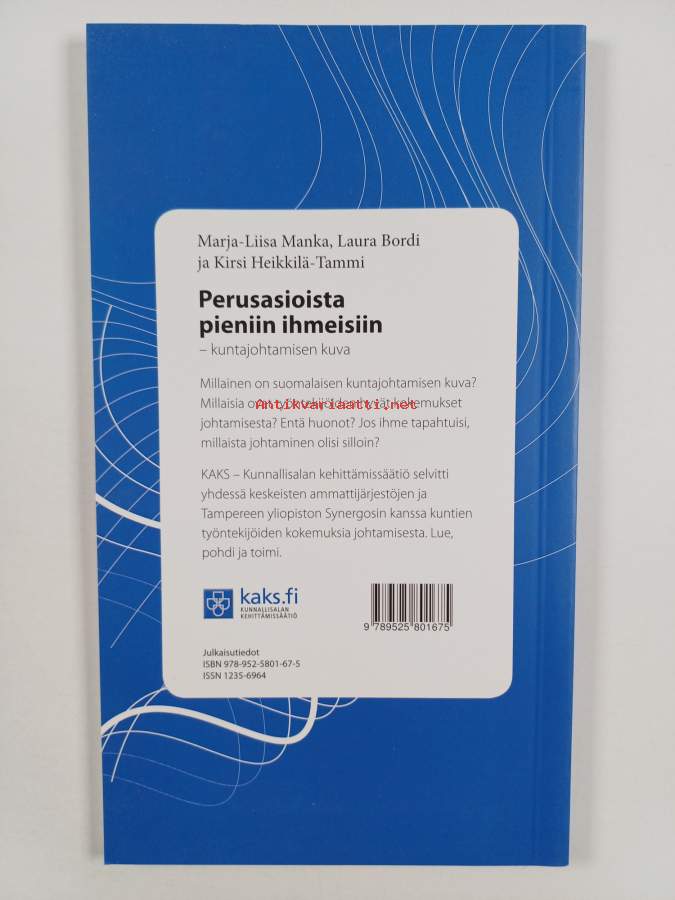 Marja-Liisa Manka, Laura Bordi
ja Kirsi Heikkilä-Tammi
Perusasioista
pieniin ihmeisiin
– kuntajohtamisen kuva
Millainen on suomalaisen kuntajohtamisen kuva?
Millaisia ovat työntekijöiden hyvät kokemukset
Antikvariaatti.net
johtamisesta? Entä huonot? Jos ihme tapahtuisi,
millaista johtaminen olisi silloin?
KAKS – Kunnallisalan kehittämissäätiö selvitti
yhdessä keskeisten ammattijärjestöjen ja
Tampereen yliopiston Synergosin kanssa kuntien
työntekijöiden kokemuksia johtamisesta. Lue,
pohdi ja toimi.
kaks.fi
KUNNALLISALAN
KEHITTÄMISSÄÄTIÖ
9 789525 801675
Julkaisutiedot
ISBN 978-952-5801-67-5
ISSN 1235-6964